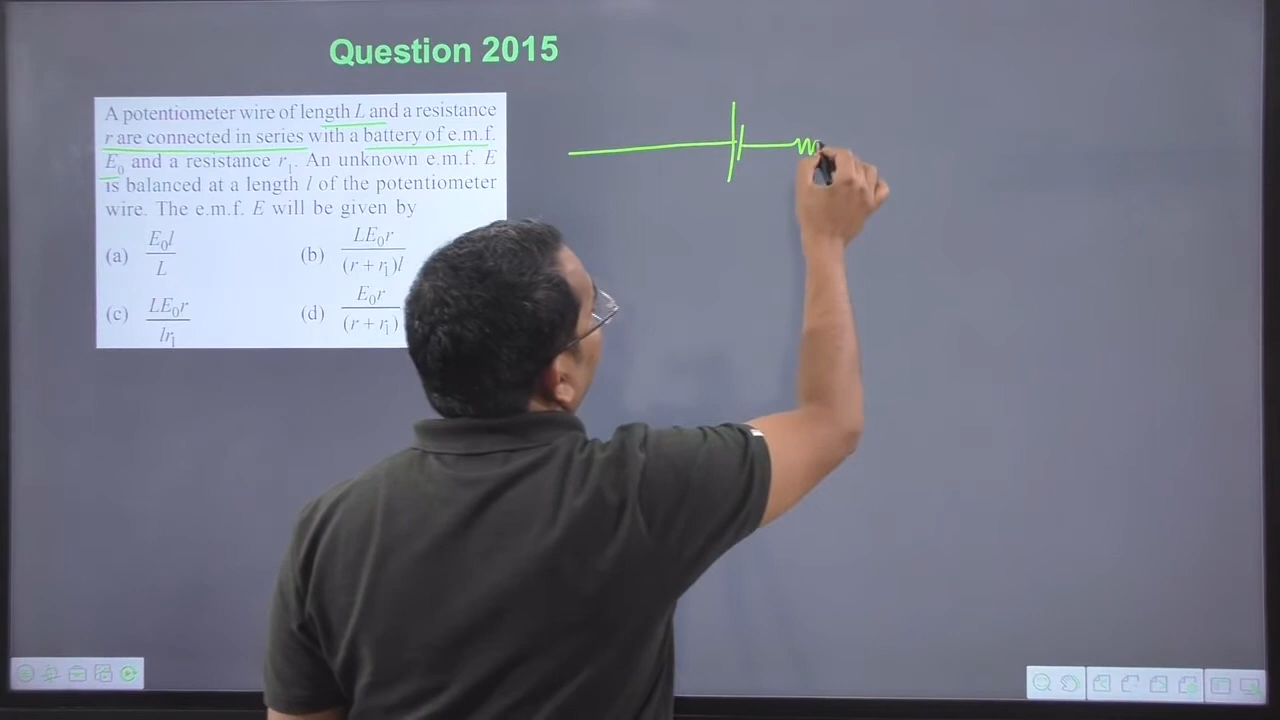 Question 2015
A potentiometer wire of length L and a resistance
r are connected in series with a battery of e.m.f.
E₀ and a resistance r₁. An unknown e.m.f. E
is balanced at a length l of the potentiometer
wire. The e.m.f. E will be given by
(a) E₀l / L (b) LE₀r / (r + r₁)l
(c) LE₀r / lr₁ (d) E₀r / (r + r₁)